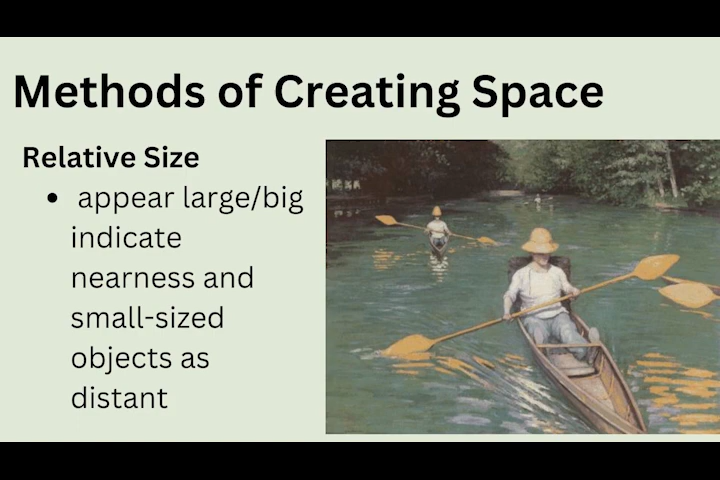 Methods of Creating Space
Relative Size
• appear large/big
indicate
nearness and
small-sized
objects as
distant